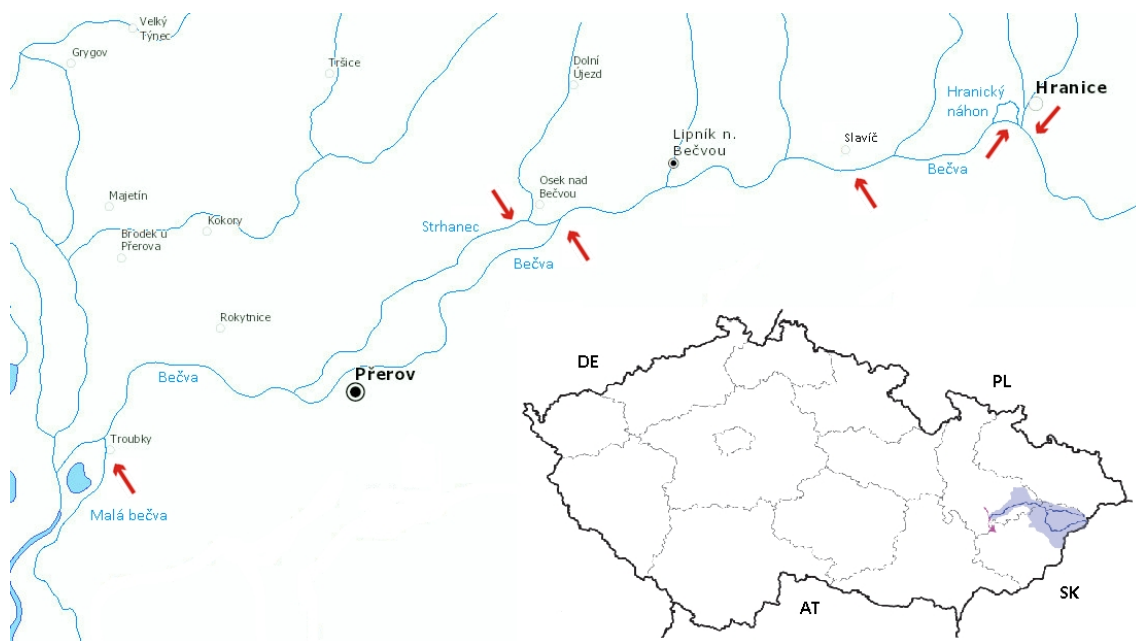 Velký
Týnec
Grygov
Tršice
Dolní
Újezd
Hranický
náhon
Hranice
Lipník n.
Bečvou
Slavíč
Bečva
Osek nad
Bečvou
Majetín
Kokory
Strhanec
Brodek u
Přerova
Bečva
Rokytnice
Bečva
Přerov
Troubky
Malá bečva
DE
PL
AT
SK